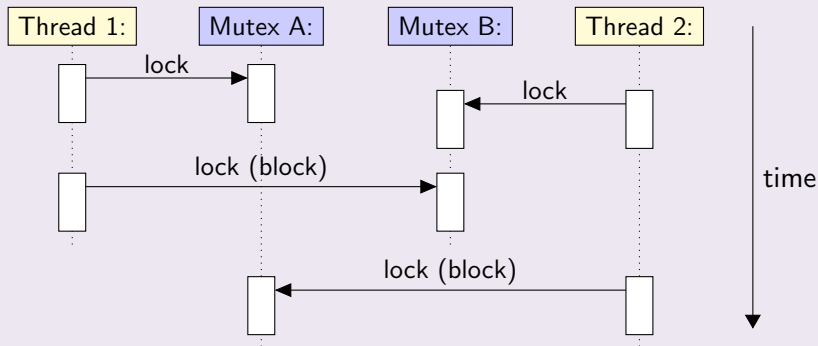 Thread 1:
Mutex A:
Mutex B:
Thread 2:
lock
lock
lock (block)
time
lock (block)